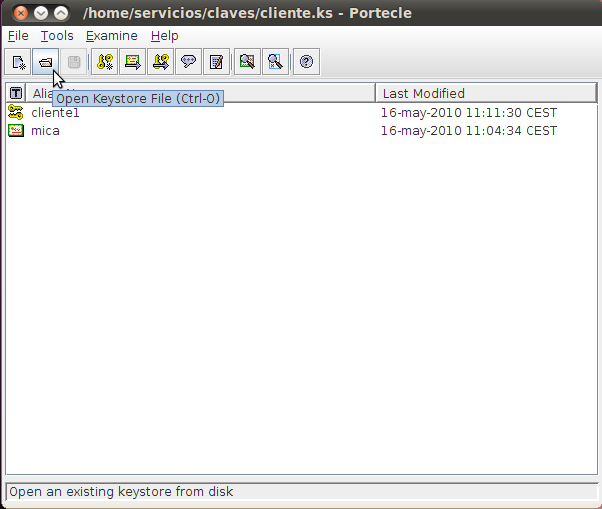 /home/servicios/claves/cliente.ks - Portecle
File Tools Examine Help
T Alia Last Modified
Open Keystore File (Ctrl-O)
cliente1 16-may-2010 11:11:30 CEST
mica 16-may-2010 11:04:34 CEST
Open an existing keystore from disk